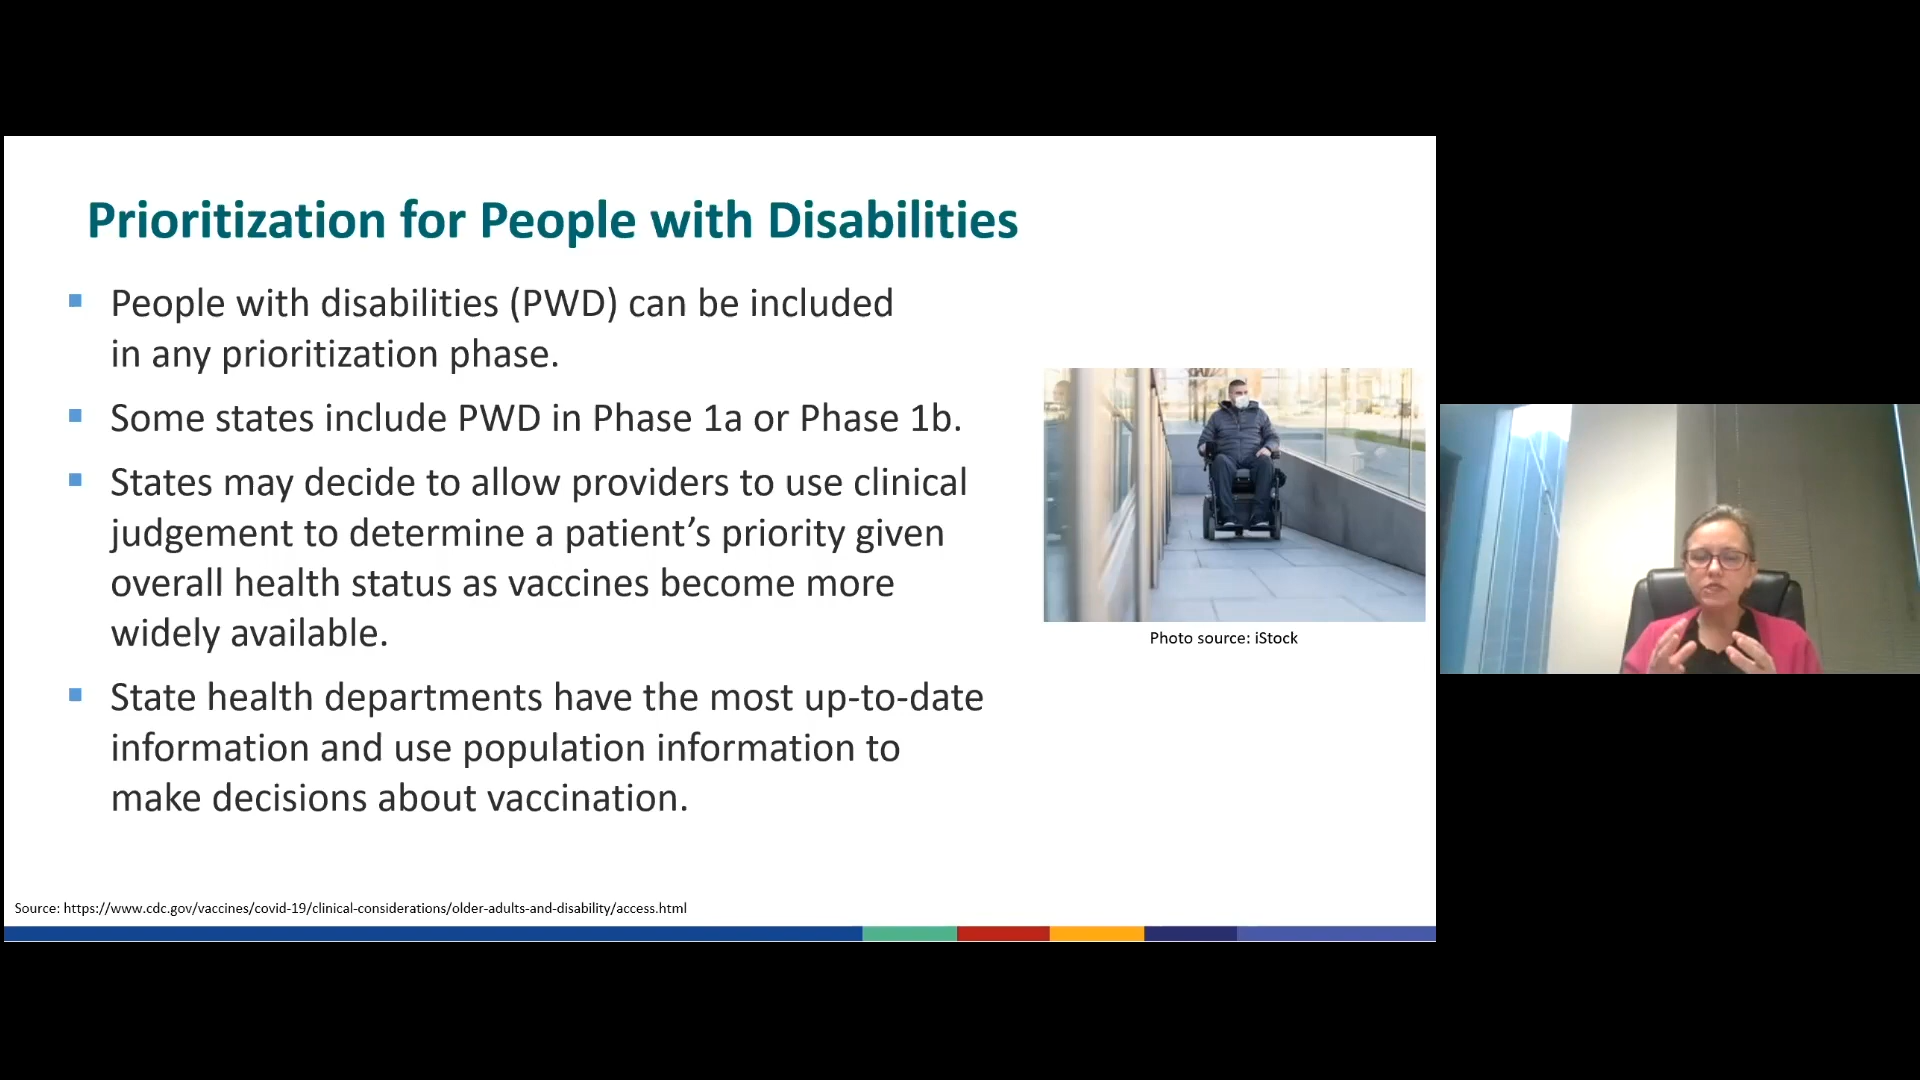 Prioritization for People with Disabilities
People with disabilities (PWD) can be included
in any prioritization phase.
Some states include PWD in Phase 1a or Phase 1b.
States may decide to allow providers to use clinical
judgement to determine a patient’s priority given
overall health status as vaccines become more
widely available.
State health departments have the most up-to-date
information and use population information to
make decisions about vaccination.
Photo source: iStock
Source: https://www.cdc.gov/vaccines/covid-19/clinical-considerations/older-adults-and-disability/access.html